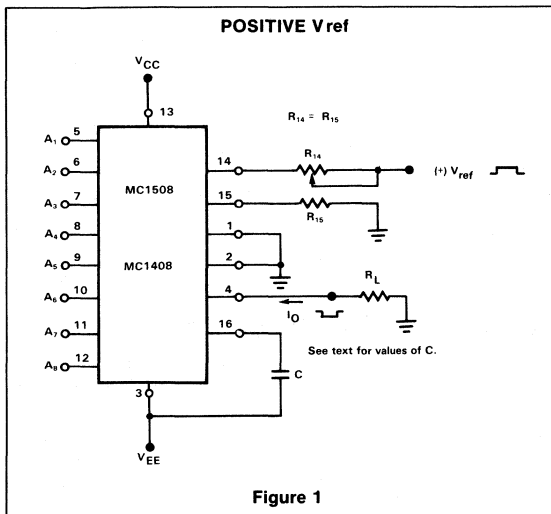 POSITIVE Vref
VCC
13
R14 = R15
A1 5
A2 6
A3 7
A4 8
A5 9
A6 10
A7 11
A8 12
MC1508
MC1408
14
R14
(+) Vref
15
R15
1
2
4
IO
RL
16
See text for values of C.
C
3
VEE
Figure 1